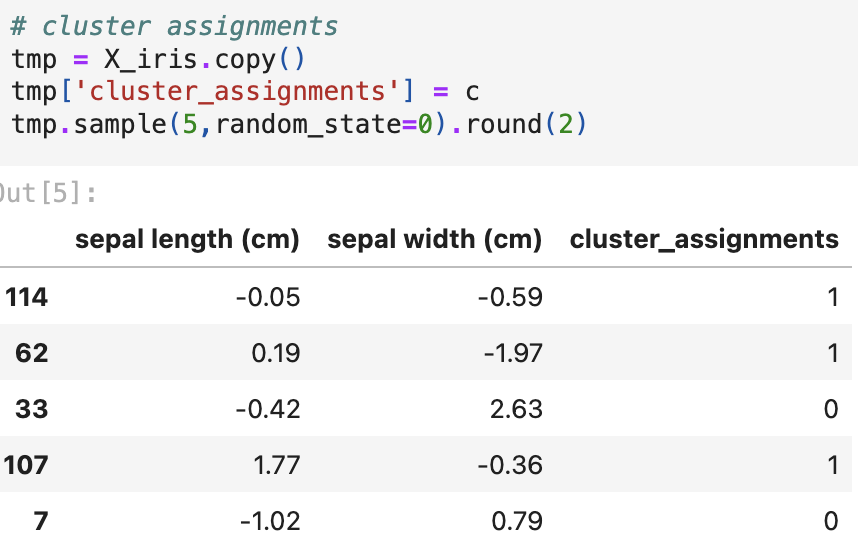 # cluster assignments
tmp = X_iris.copy()
tmp['cluster_assignments'] = c
tmp.sample(5,random_state=0).round(2)
Out[5]:
sepal length (cm) sepal width (cm) cluster_assignments
114 -0.05 -0.59 1
62 0.19 -1.97 1
33 -0.42 2.63 0
107 1.77 -0.36 1
7 -1.02 0.79 0